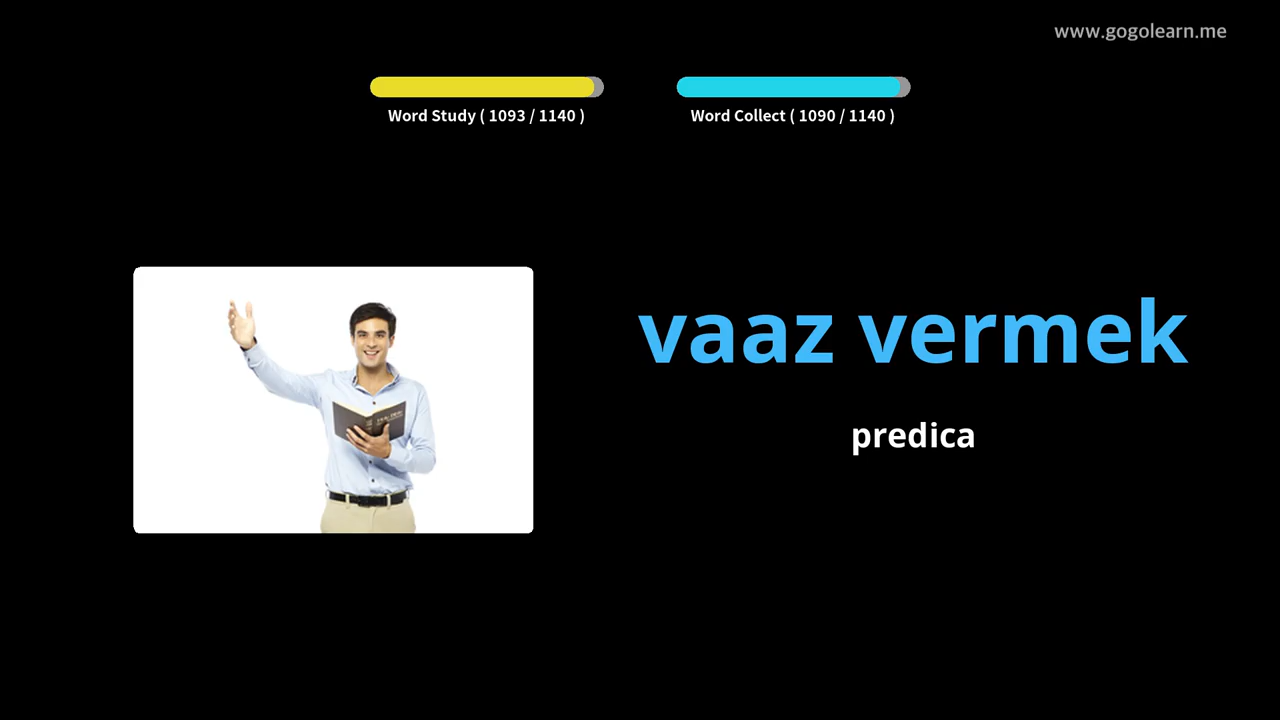 www.gogolearn.me
Word Study ( 1093 / 1140 )
Word Collect ( 1090 / 1140 )
vaaz vermek
predica